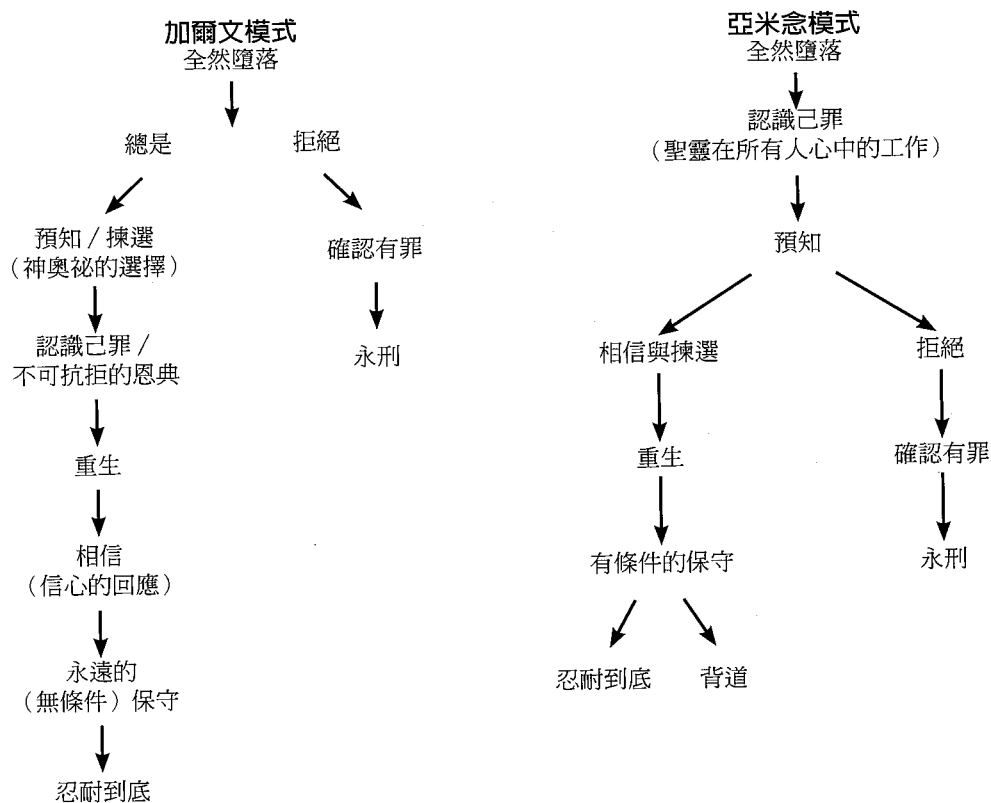 加爾文模式
全然墮落
總是
拒絕
預知/揀選
(神奧祕的選擇)
確認有罪
認識己罪/
不可抗拒的恩典
永刑
重生
相信
(信心的回應)
永遠的
(無條件)保守
忍耐到底
亞米念模式
全然墮落
認識己罪
(聖靈在所有人心中的工作)
預知
相信與揀選
拒絕
重生
確認有罪
有條件的保守
永刑
忍耐到底
背道